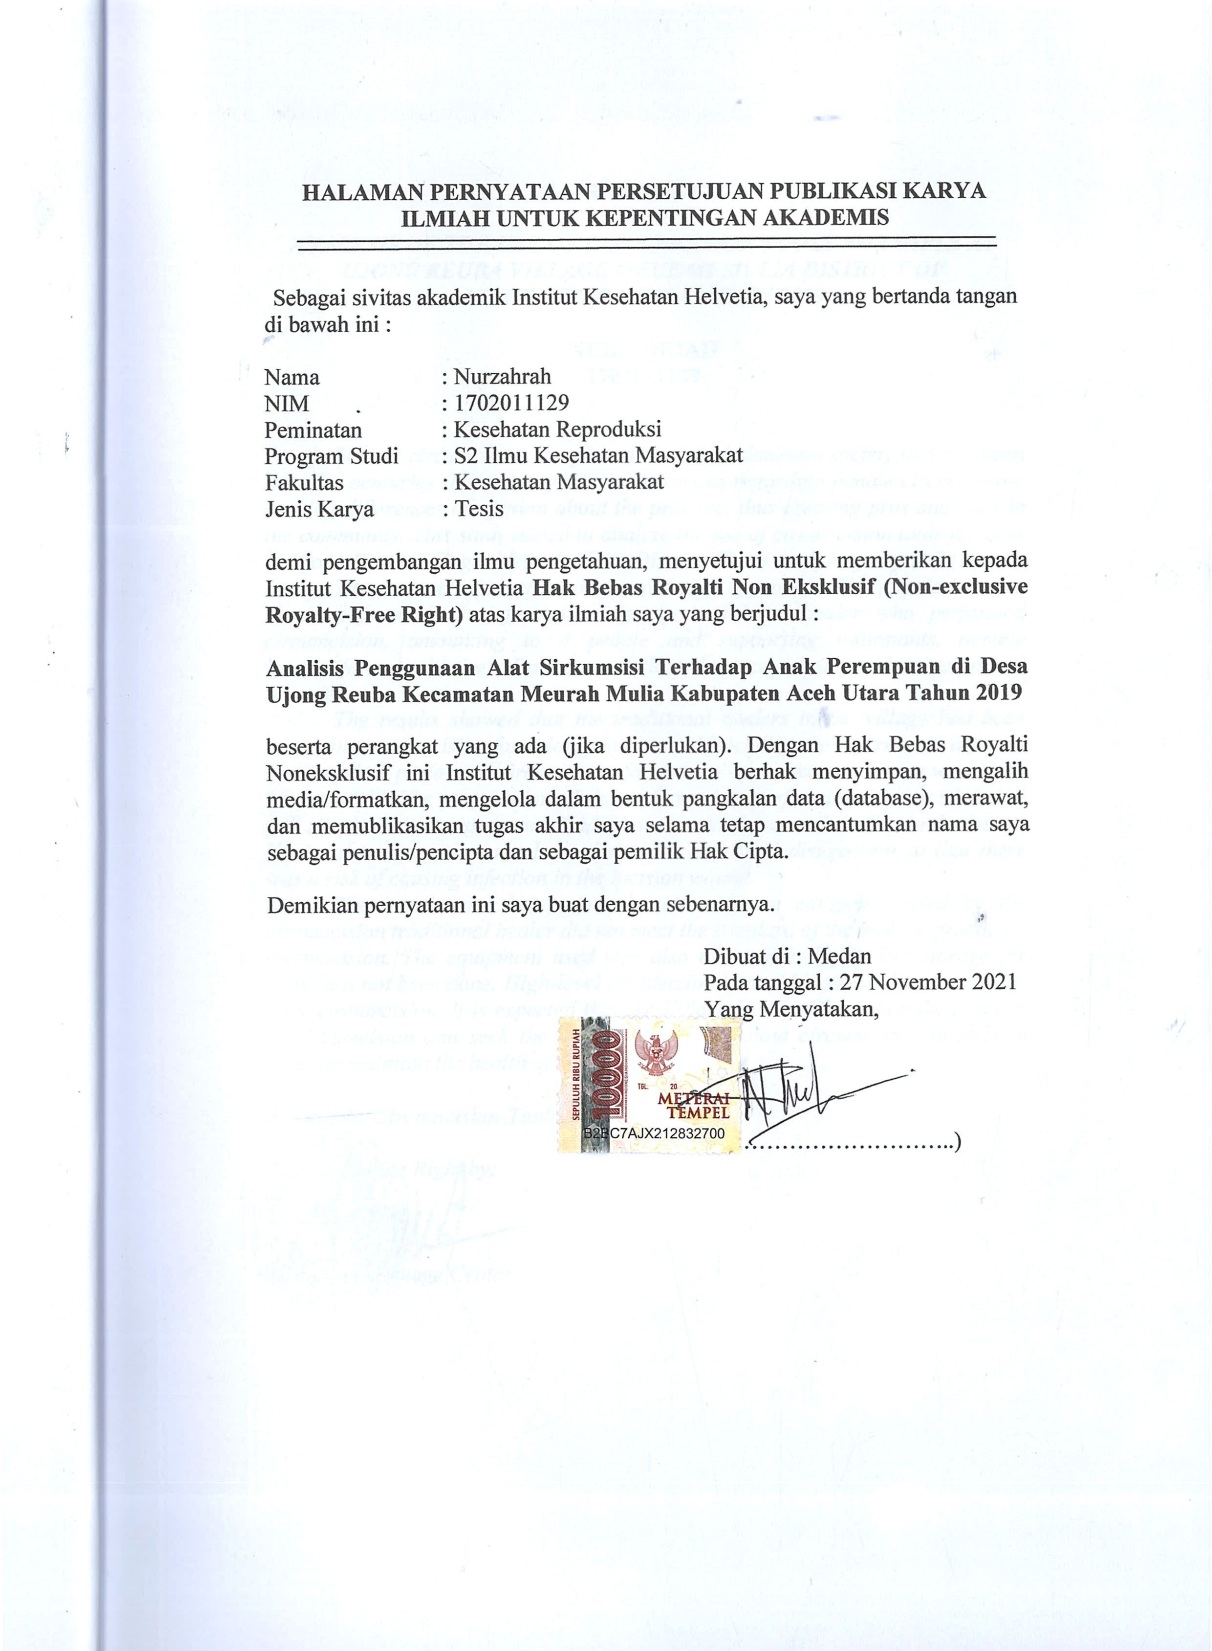 HALAMAN PERNYATAAN PERSETUJUAN PUBLIKASI KARYA
ILMIAH UNTUK KEPENTINGAN AKADEMIS
Sebagai sivitas akademik Institut Kesehatan Helvetia, saya yang bertanda tangan
di bawah ini :
Nama : Nurzahrah
NIM : 1702011129
Peminatan : Kesehatan Reproduksi
Program Studi : S2 Ilmu Kesehatan Masyarakat
Fakultas : Kesehatan Masyarakat
Jenis Karya : Tesis
demi pengembangan ilmu pengetahuan, menyetujui untuk memberikan kepada
Institut Kesehatan Helvetia Hak Bebas Royalti Non Eksklusif (Non-exclusive
Royalty-Free Right) atas karya ilmiah saya yang berjudul :
Analisis Penggunaan Alat Sirkumsisi Terhadap Anak Perempuan di Desa
Ujong Reuba Kecamatan Meurah Mulia Kabupaten Aceh Utara Tahun 2019
beserta perangkat yang ada (jika diperlukan). Dengan Hak Bebas Royalti
Noneksklusif ini Institut Kesehatan Helvetia berhak menyimpan, mengalih
media/formatkan, mengelola dalam bentuk pangkalan data (database), merawat,
dan memublikasikan tugas akhir saya selama tetap mencantumkan nama saya
sebagai penulis/pencipta dan sebagai pemilik Hak Cipta.
Demikian pernyataan ini saya buat dengan sebenarnya.
Dibuat di : Medan
Pada tanggal : 27 November 2021
Yang Menyatakan,
SEPULUH RIBU RUPIAH
10000
TGL. 20
METERAI
TEMPEL
C7AJX212832700
...........................)